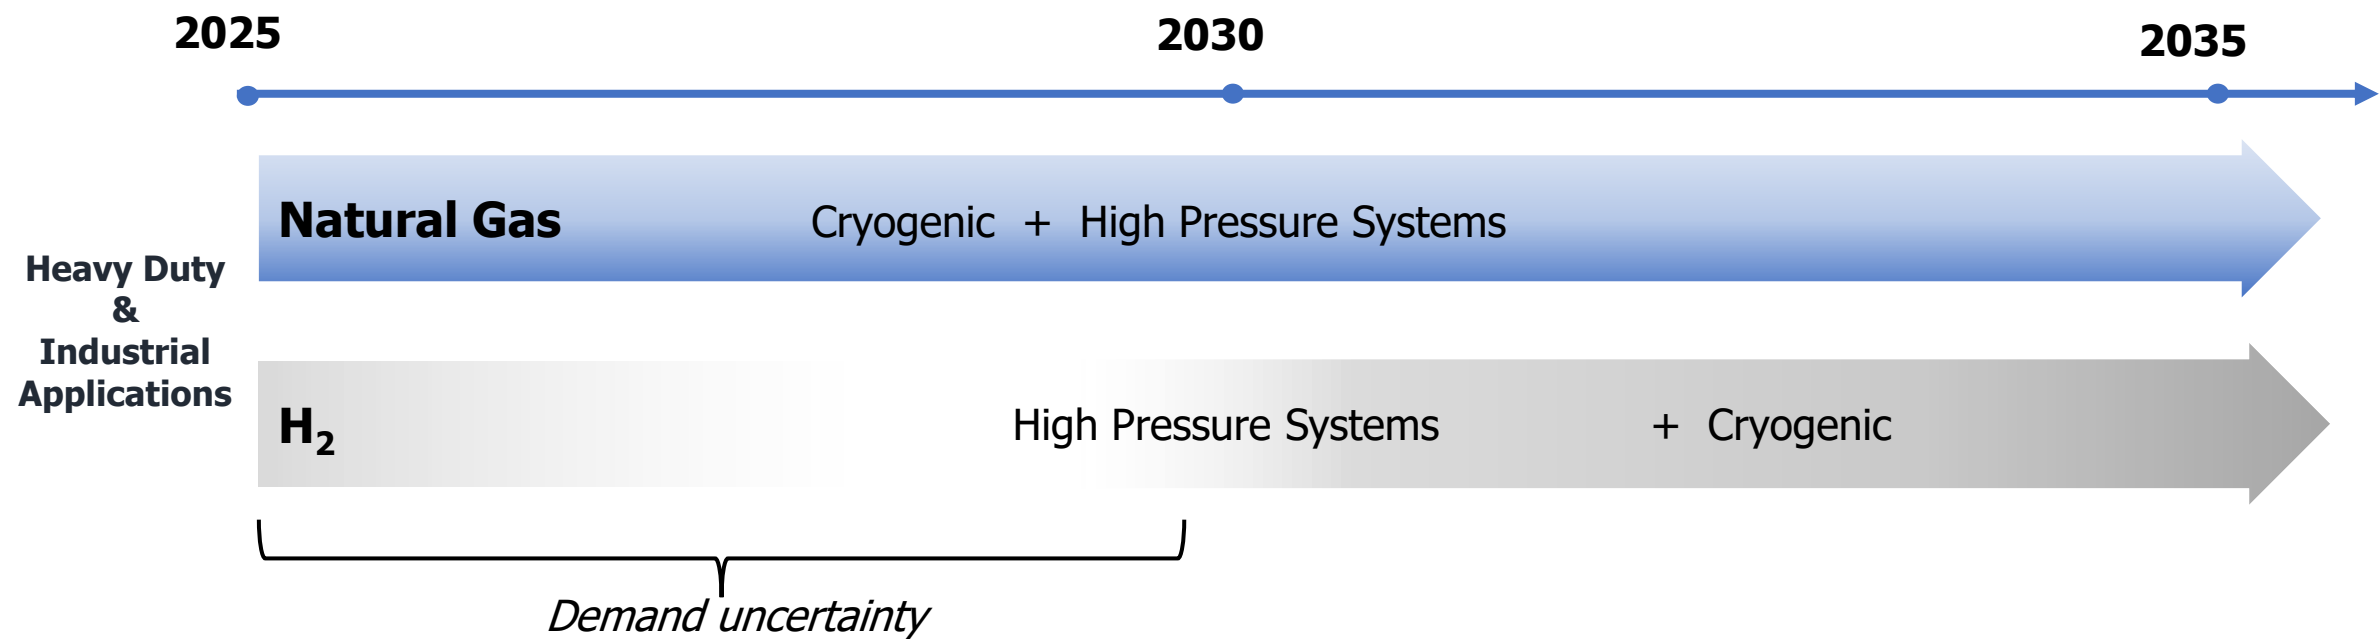 2025
2030
2035
Natural Gas
Cryogenic + High Pressure Systems
Heavy Duty
&
Industrial
Applications
H₂
High Pressure Systems + Cryogenic
Demand uncertainty